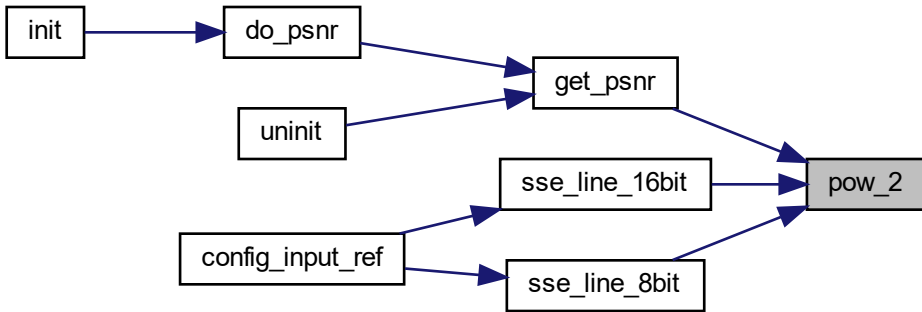 init
do_psnr
get_psnr
uninit
sse_line_16bit
pow_2
config_input_ref
sse_line_8bit